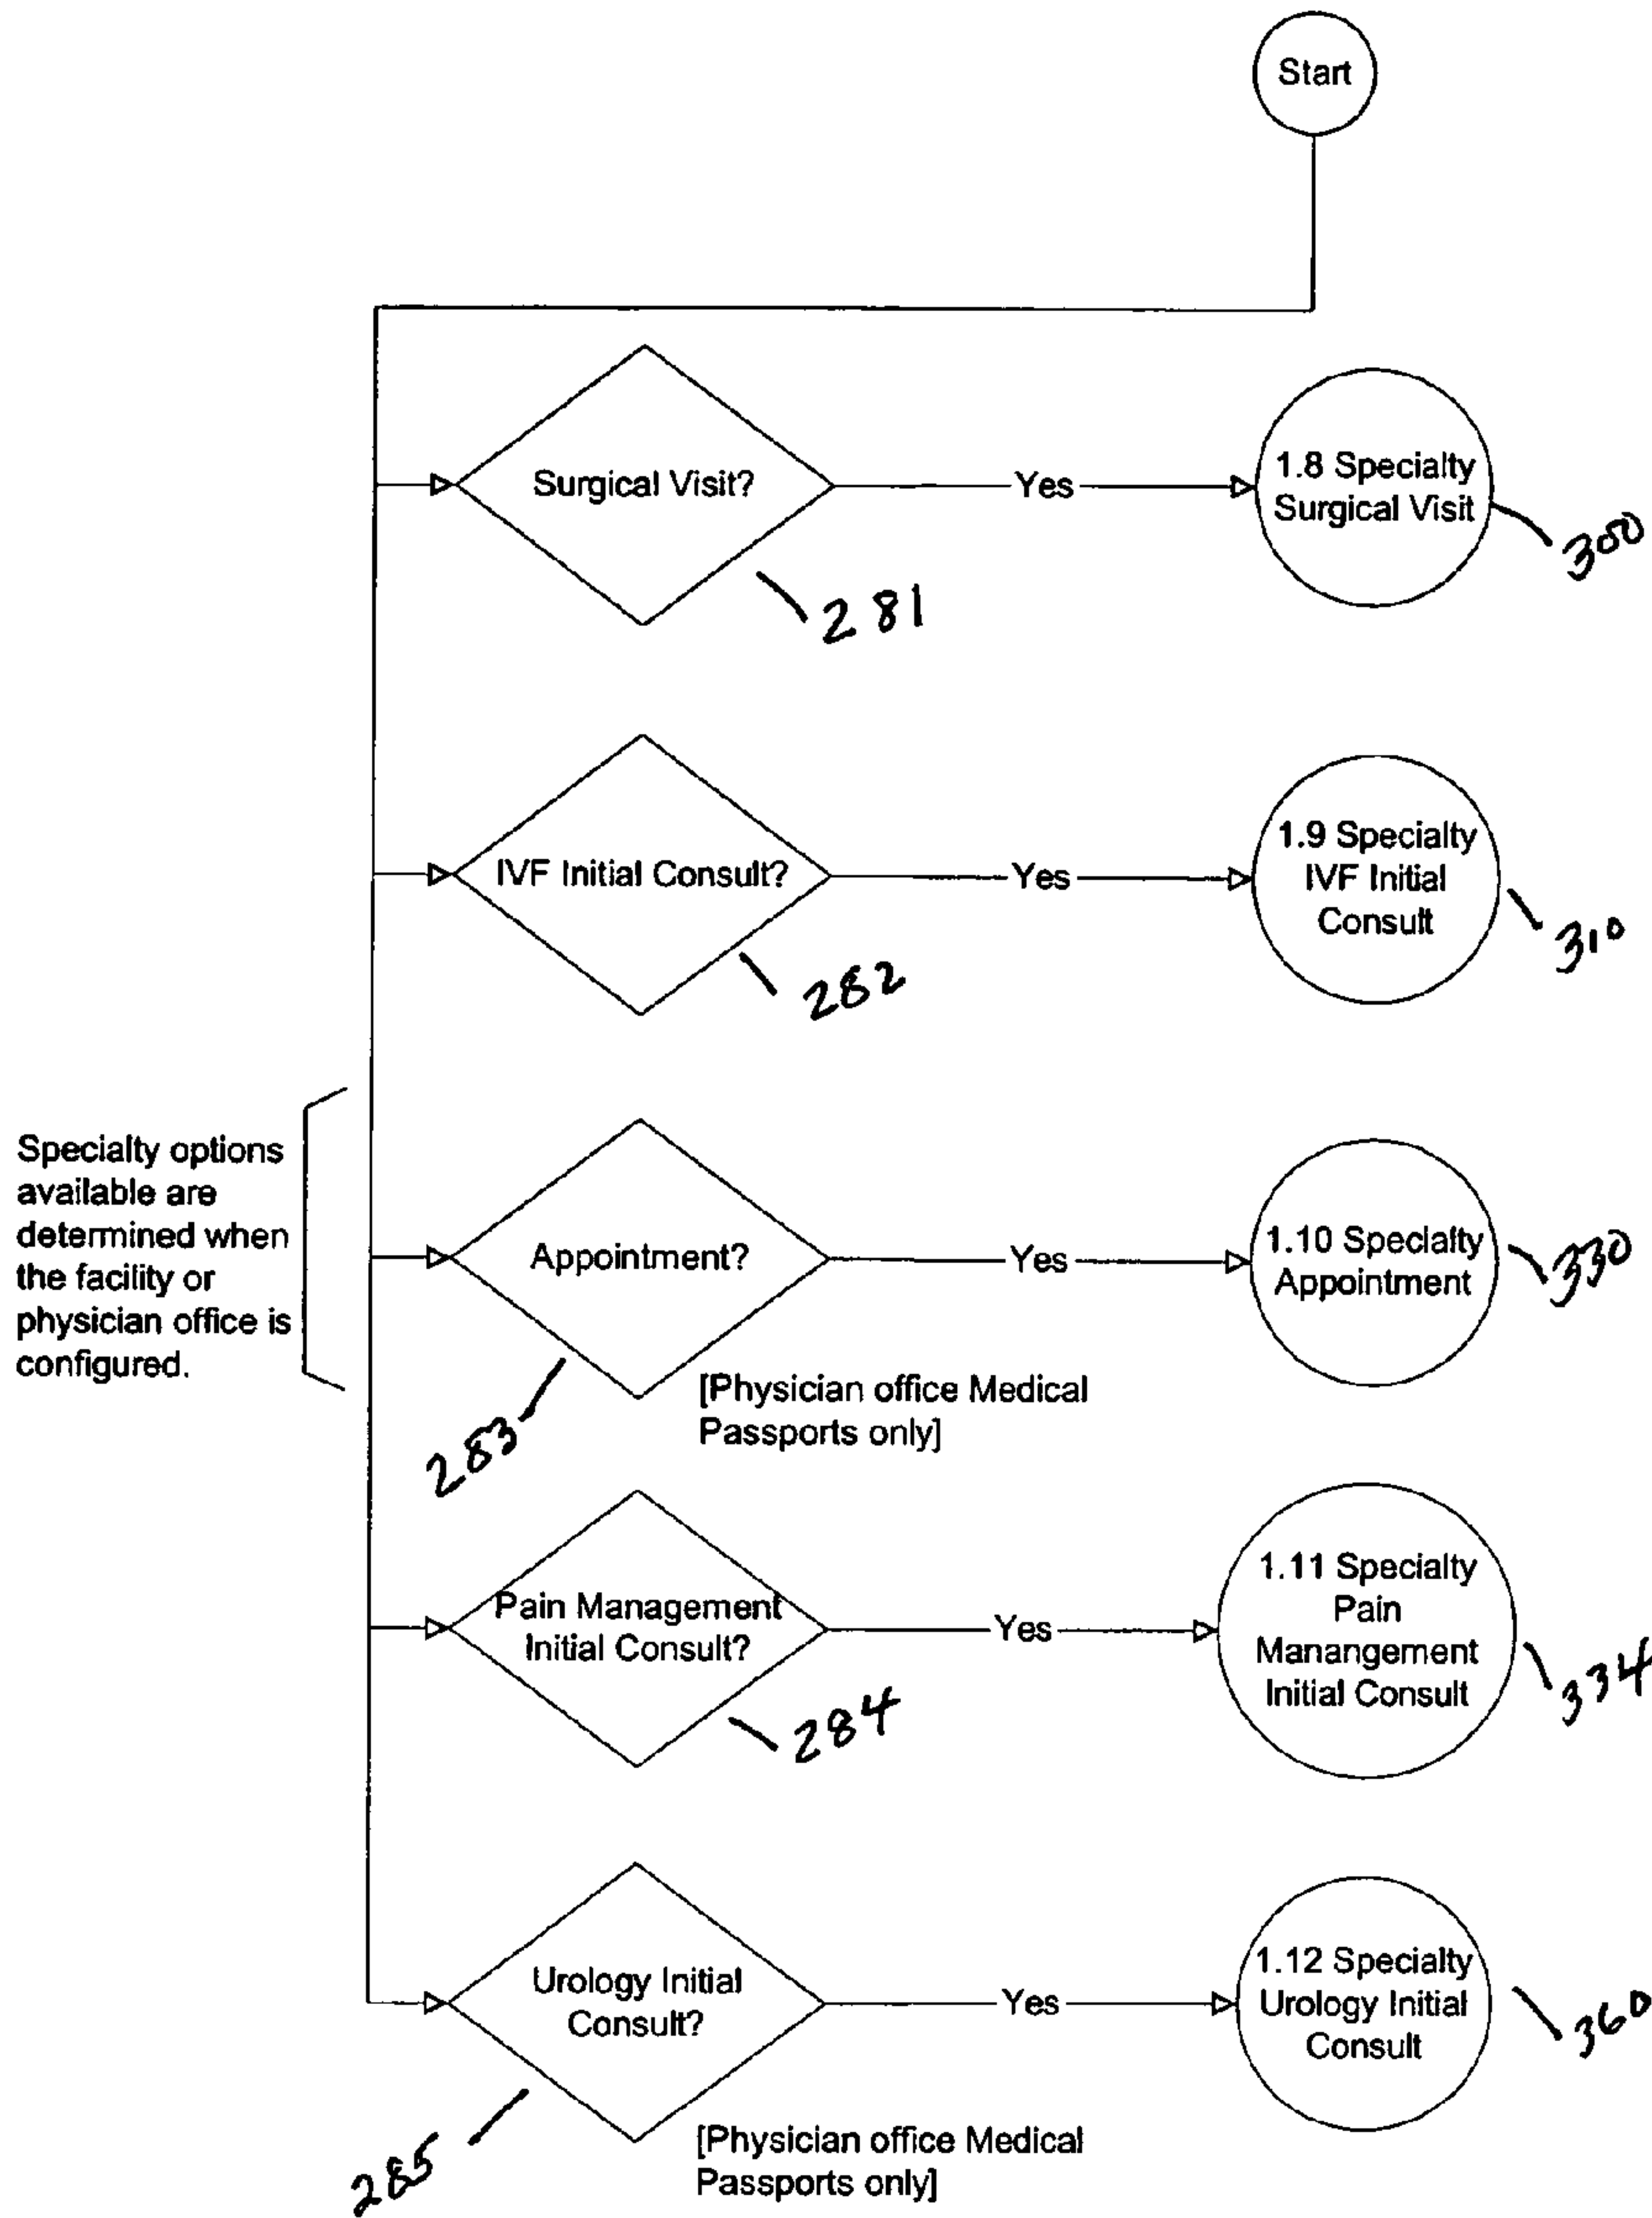 Start
Surgical Visit?
Yes
1.8 Specialty
Surgical Visit
300
281
IVF Initial Consult?
Yes
1.9 Specialty
IVF Initial
Consult
310
282
Specialty options
available are
determined when
the facility or
physician office is
configured.
Appointment?
Yes
1.10 Specialty
Appointment
330
283
[Physician office Medical
Passports only]
Pain Management
Initial Consult?
Yes
1.11 Specialty
Pain
Manangement
Initial Consult
334
284
Urology Initial
Consult?
Yes
1.12 Specialty
Urology Initial
Consult
360
285
[Physician office Medical
Passports only]